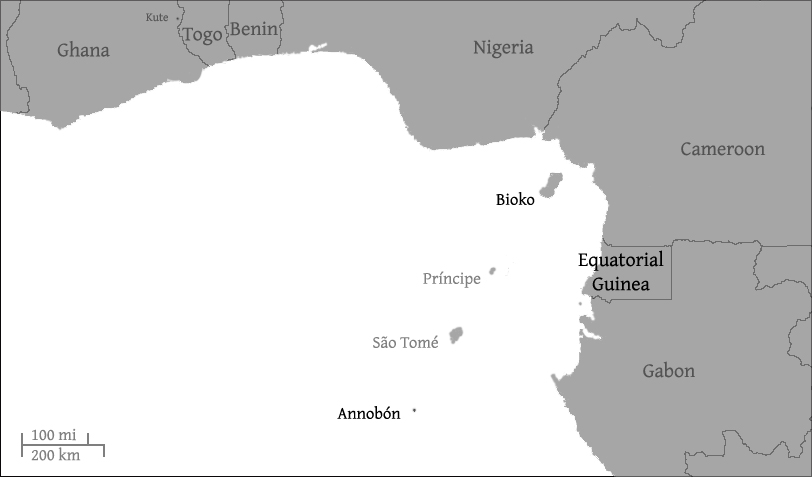 Kute
Ghana
Togo
Benin
Nigeria
Cameroon
Bioko
Equatorial
Guinea
Príncipe
São Tomé
Gabon
Annobón
100 mi
200 km